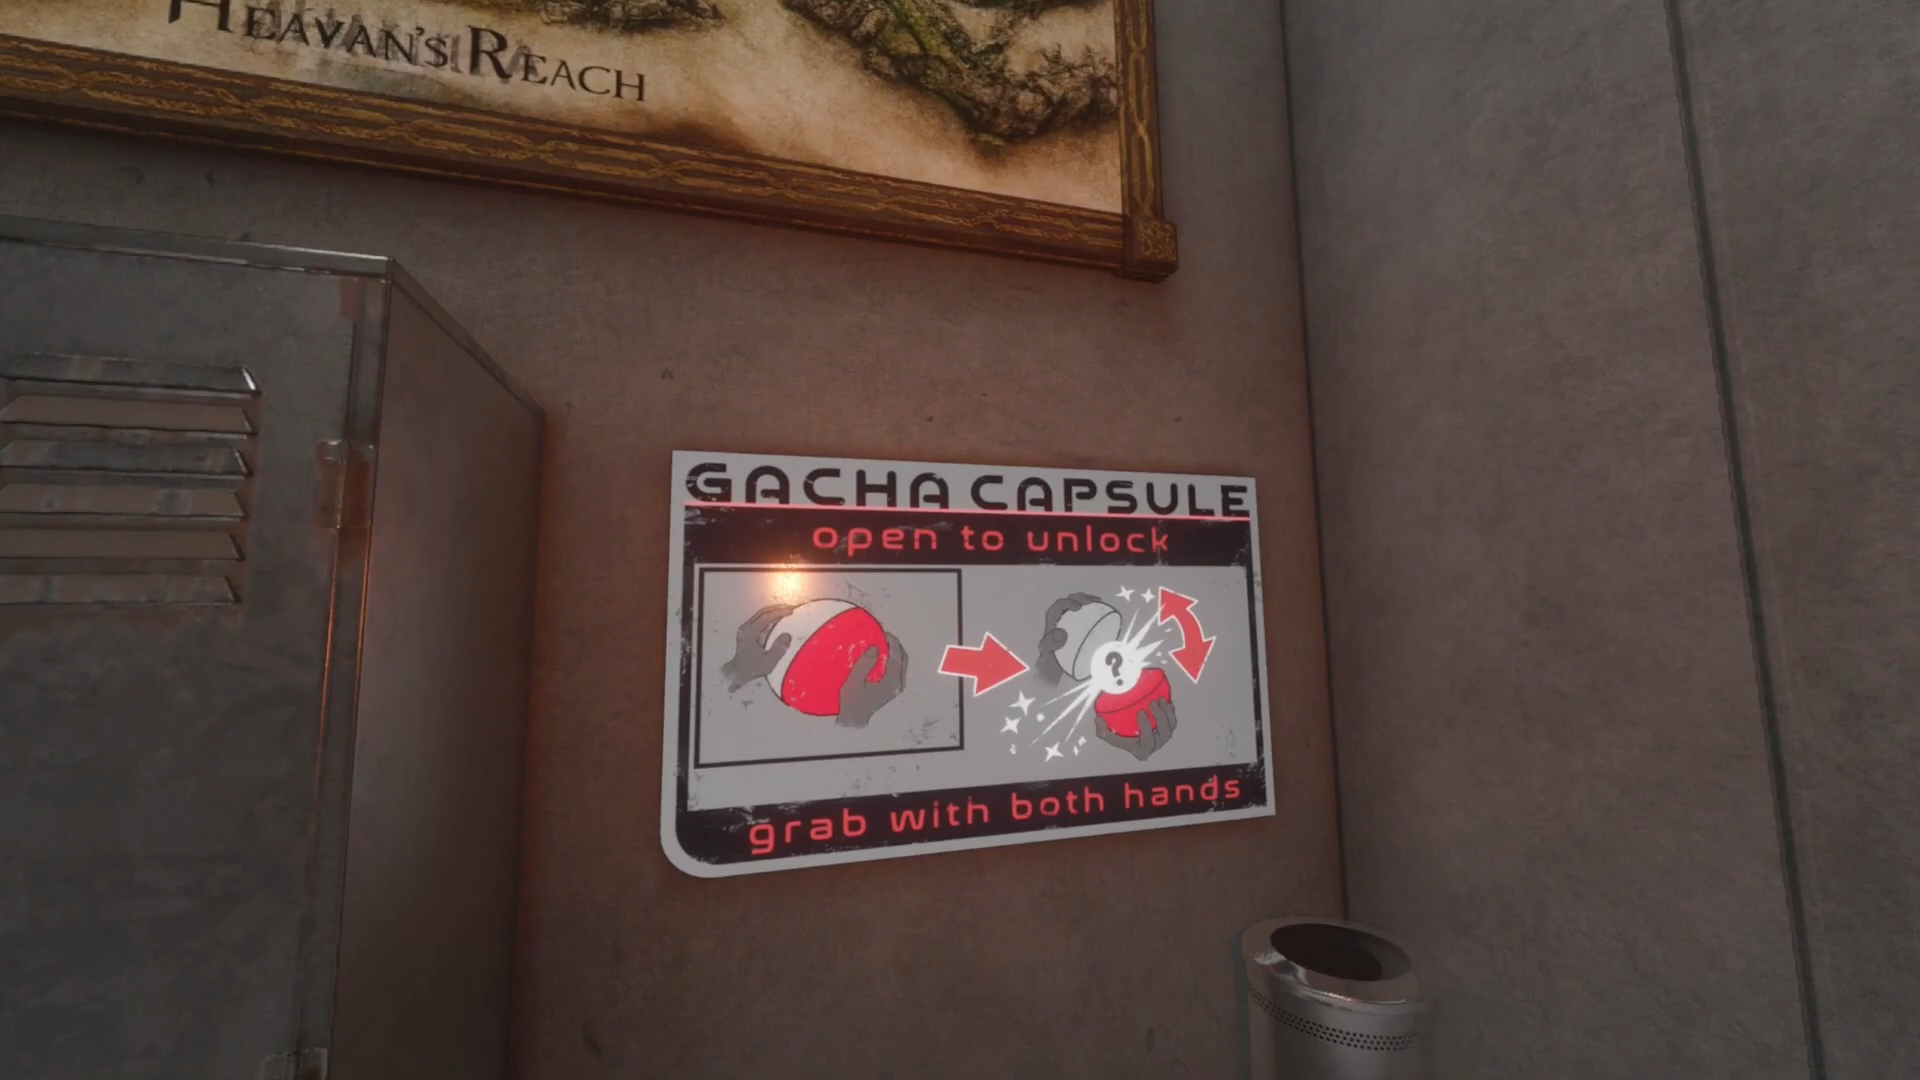 HEAVAN'S REACH
GACHA CAPSULE
open to unlock
?
grab with both hands